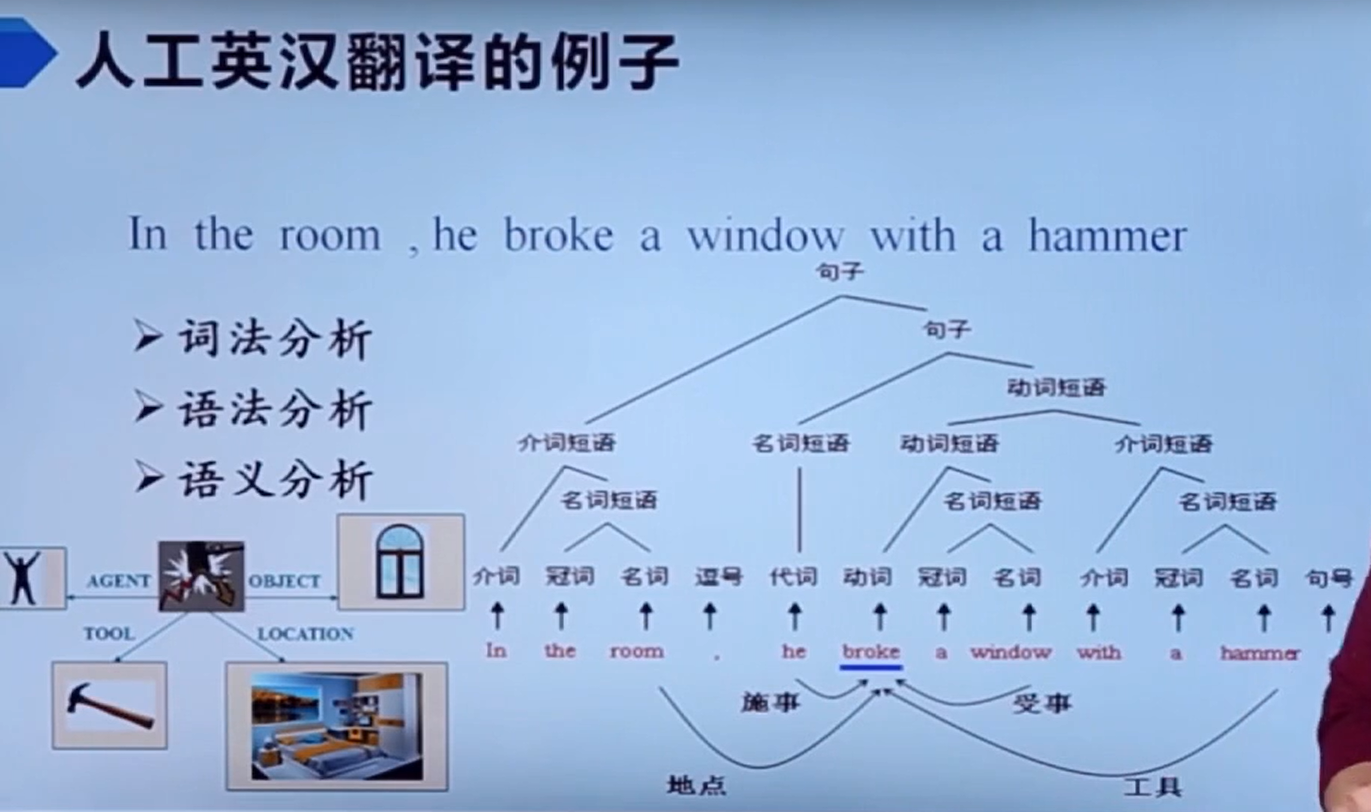 人工英汉翻译的例子
In the room , he broke a window with a hammer
词法分析
语法分析
语义分析
AGENT OBJECT
TOOL LOCATION
句子
句子
动词短语
介词短语 名词短语 动词短语 介词短语
名词短语 名词短语 名词短语
介词 冠词 名词 逗号 代词 动词 冠词 名词 介词 冠词 名词 句号
In the room , he broke a window with a hammer
施事 受事
地点 工具